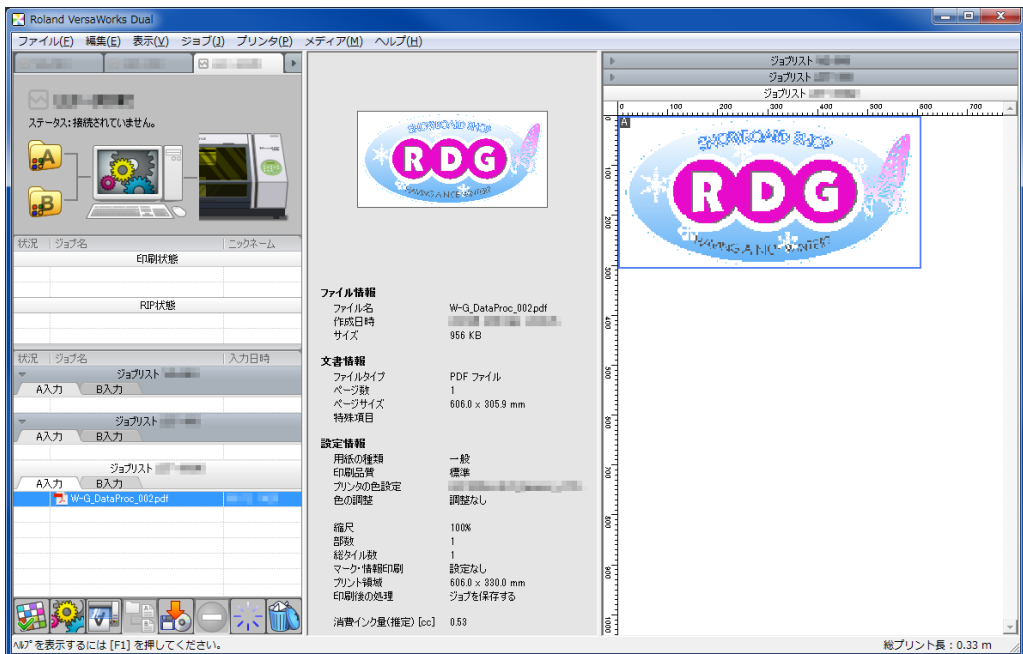 Roland VersaWorks Dual
ファイル(F) 編集(E) 表示(V) ジョブ(J) プリンタ(P) メディア(M) ヘルプ(H)
ステータス: 接続されていません。
A
B
状況 ジョブ名 ニックネーム
印刷状態
RIP状態
状況 ジョブ名 入力日時
ジョブリスト
A入力 B入力
ジョブリスト
A入力 B入力
ジョブリスト
A入力 B入力
W-G_DataProc_002.pdf
SNOWBOARD SHOP
RDG
ファイル情報
ファイル名 W-G_DataProc_002.pdf
作成日時
サイズ 956 KB
文書情報
ファイルタイプ PDF ファイル
ページ数 1
ページサイズ 606.0 x 305.9 mm
特殊項目
設定情報
用紙の種類 一般
印刷品質 標準
プリンタの色設定
色の調整 調整なし
縮尺 100%
部数 1
総タイル数 1
マーク・情報印刷 設定なし
プリント領域 606.0 x 330.0 mm
印刷後の処理 ジョブを保存する
消費インク量(推定) [cc] 0.53
ジョブリスト
ジョブリスト
ジョブリスト
0 100 200 300 400 500 600 700
0
100
200
300
400
500
600
700
800
900
1000
A
SNOWBOARD SHOP
RDG
ヘルプを表示するには [F1] を押してください。
総プリント長 : 0.33 m